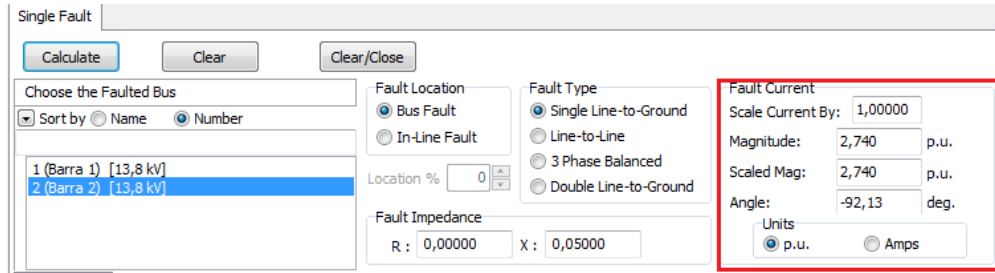 Single Fault
Calculate Clear Clear/Close
Choose the Faulted Bus
Sort by Name Number
1 (Barra 1) [13,8 kV]
2 (Barra 2) [13,8 kV]
Fault Location
Bus Fault
In-Line Fault
Location % 0
Fault Type
Single Line-to-Ground
Line-to-Line
3 Phase Balanced
Double Line-to-Ground
Fault Impedance
R : 0,00000 X : 0,05000
Fault Current
Scale Current By: 1,00000
Magnitude: 2,740 p.u.
Scaled Mag: 2,740 p.u.
Angle: -92,13 deg.
Units
p.u. Amps